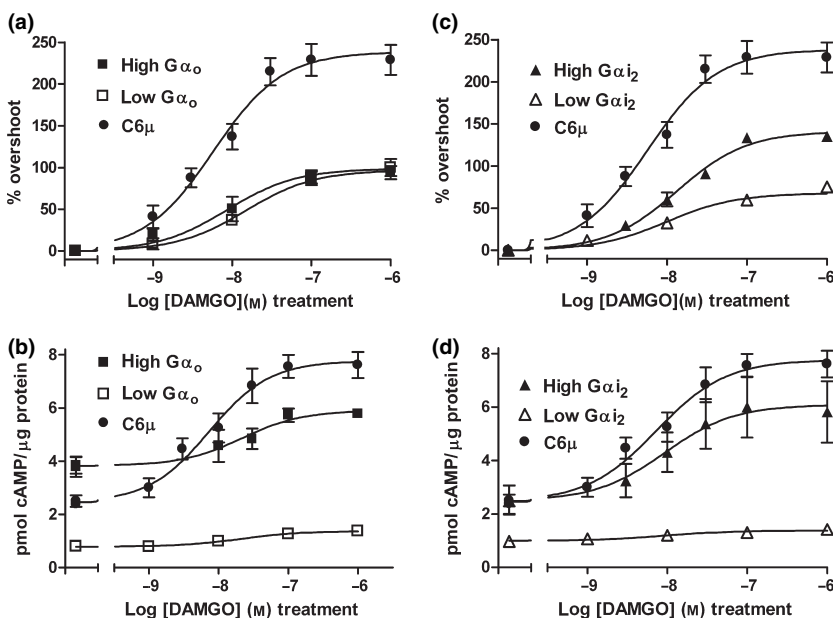 (a)
250
200
150
100
50
0
% overshoot
High Gαo
Low Gαo
C6μ
−9
−8
−7
−6
Log [DAMGO](M) treatment
(c)
250
200
150
100
50
0
% overshoot
High Gαi2
Low Gαi2
C6μ
−9
−8
−7
−6
Log [DAMGO](M) treatment
(b)
8
6
4
2
0
pmol cAMP/μg protein
High Gαo
Low Gαo
C6μ
−9
−8
−7
−6
Log [DAMGO] (M) treatment
(d)
8
6
4
2
0
pmol cAMP/μg protein
High Gαi2
Low Gαi2
C6μ
−9
−8
−7
−6
Log [DAMGO] (M) treatment